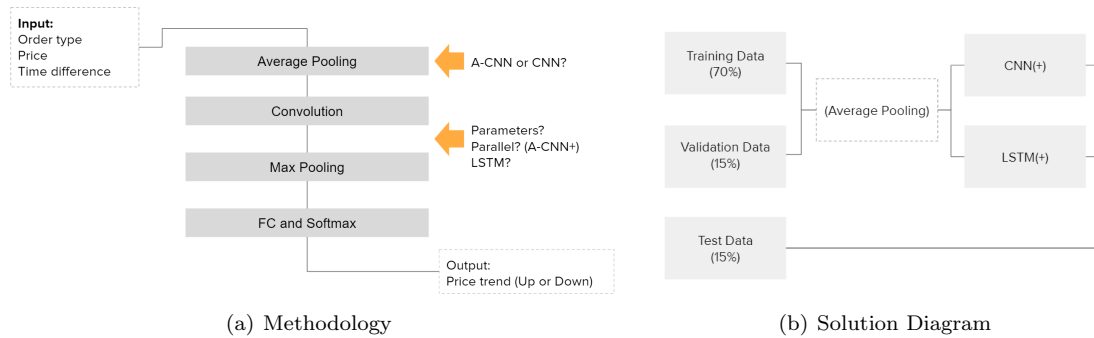 Input:
Order type
Price
Time difference
Average Pooling
A-CNN or CNN?
Convolution
Parameters?
Parallel? (A-CNN+)
LSTM?
Max Pooling
FC and Softmax
Output:
Price trend (Up or Down)
(a) Methodology
Training Data
(70%)
Validation Data
(15%)
(Average Pooling)
CNN(+)
LSTM(+)
Test Data
(15%)
(b) Solution Diagram